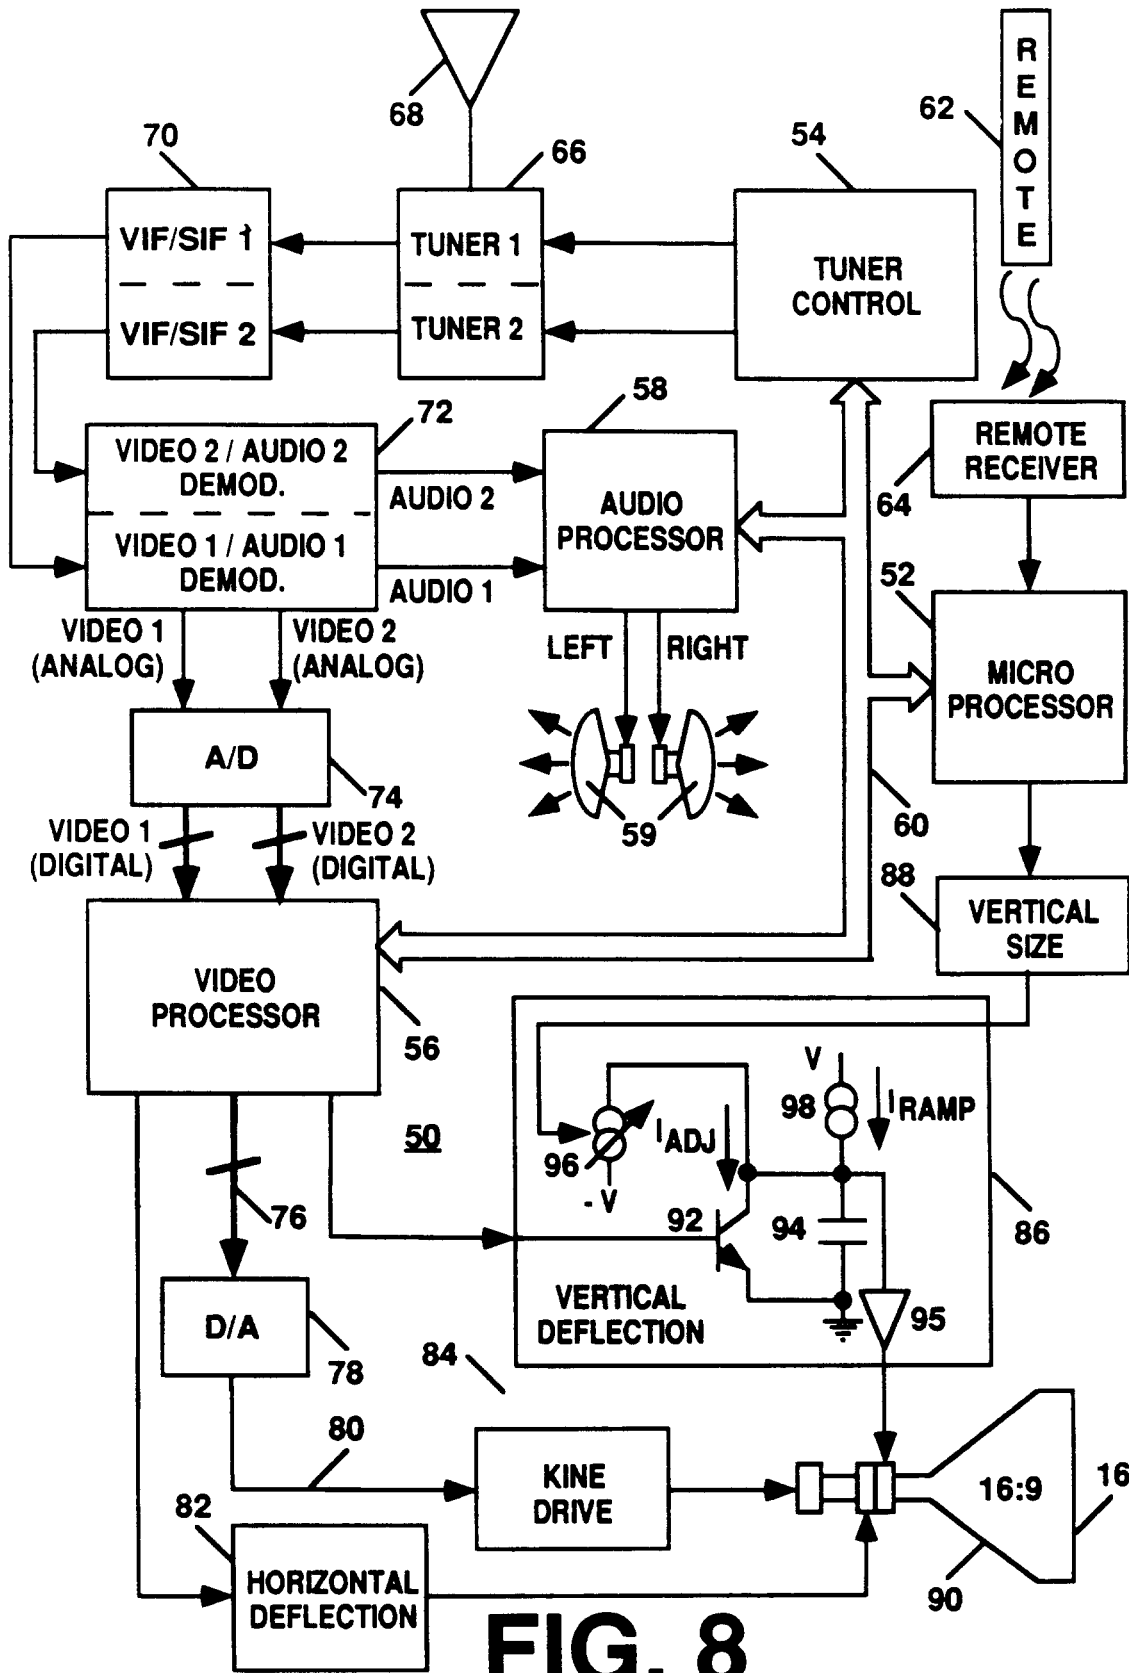 68
R
E
M
O
T
E
62
70
66
54
VIF/SIF 1
VIF/SIF 2
TUNER 1
TUNER 2
TUNER
CONTROL
72
58
VIDEO 2 / AUDIO 2
DEMOD.
VIDEO 1 / AUDIO 1
DEMOD.
AUDIO 2
AUDIO 1
AUDIO
PROCESSOR
REMOTE
RECEIVER
64
52
VIDEO 1
(ANALOG)
VIDEO 2
(ANALOG)
LEFT
RIGHT
MICRO
PROCESSOR
A/D
74
59
60
VIDEO 1
(DIGITAL)
VIDEO 2
(DIGITAL)
88
VERTICAL
SIZE
VIDEO
PROCESSOR
56
50
V
98
IRAMP
IADJ
96
- V
92
94
86
76
VERTICAL
DEFLECTION
95
D/A
78
84
80
KINE
DRIVE
16:9
16
90
82
HORIZONTAL
DEFLECTION
FIG. 8